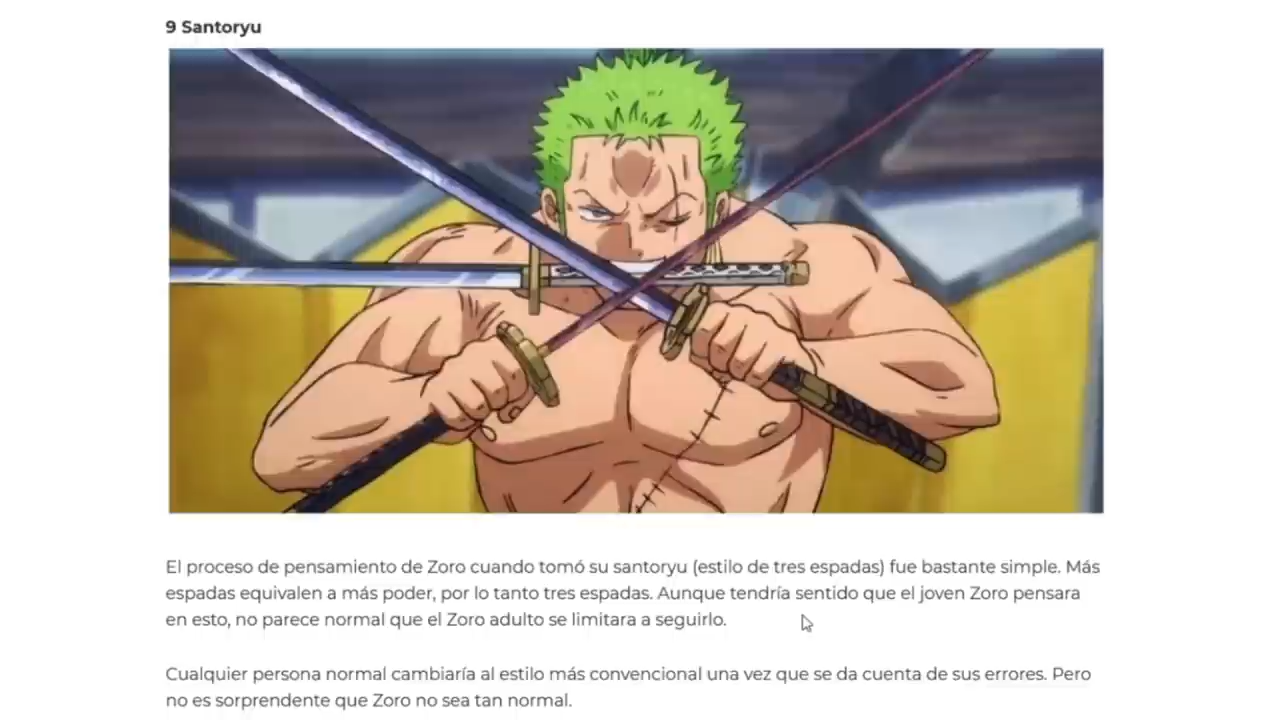 9 Santoryu
El proceso de pensamiento de Zoro cuando tomó su santoryu (estilo de tres espadas) fue bastante simple. Más
espadas equivalen a más poder, por lo tanto tres espadas. Aunque tendría sentido que el joven Zoro pensara
en esto, no parece normal que el Zoro adulto se limitara a seguirlo.
Cualquier persona normal cambiaría al estilo más convencional una vez que se da cuenta de sus errores. Pero
no es sorprendente que Zoro no sea tan normal.